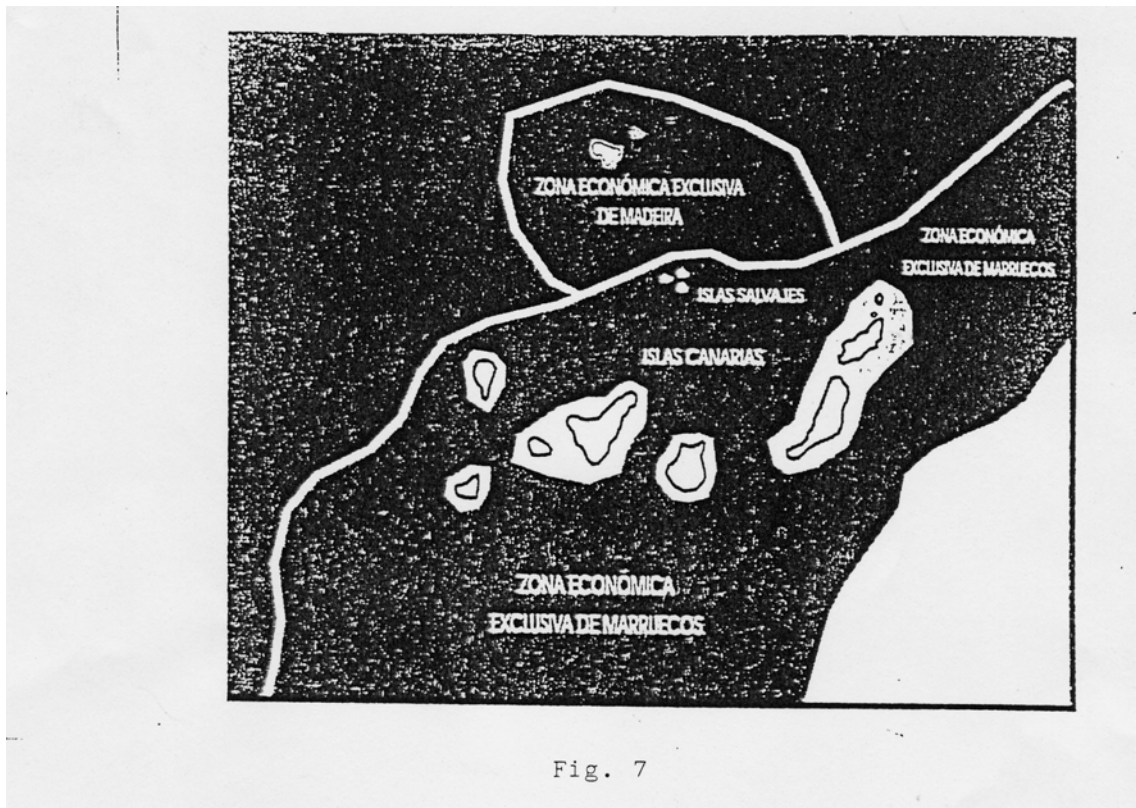 ZONA ECONÓMICA EXCLUSIVA
DE MADEIRA
ZONA ECONÓMICA
EXCLUSIVA DE MARRUECOS
ISLAS SALVAJES
ISLAS CANARIAS
ZONA ECONÓMICA
EXCLUSIVA DE MARRUECOS
Fig. 7